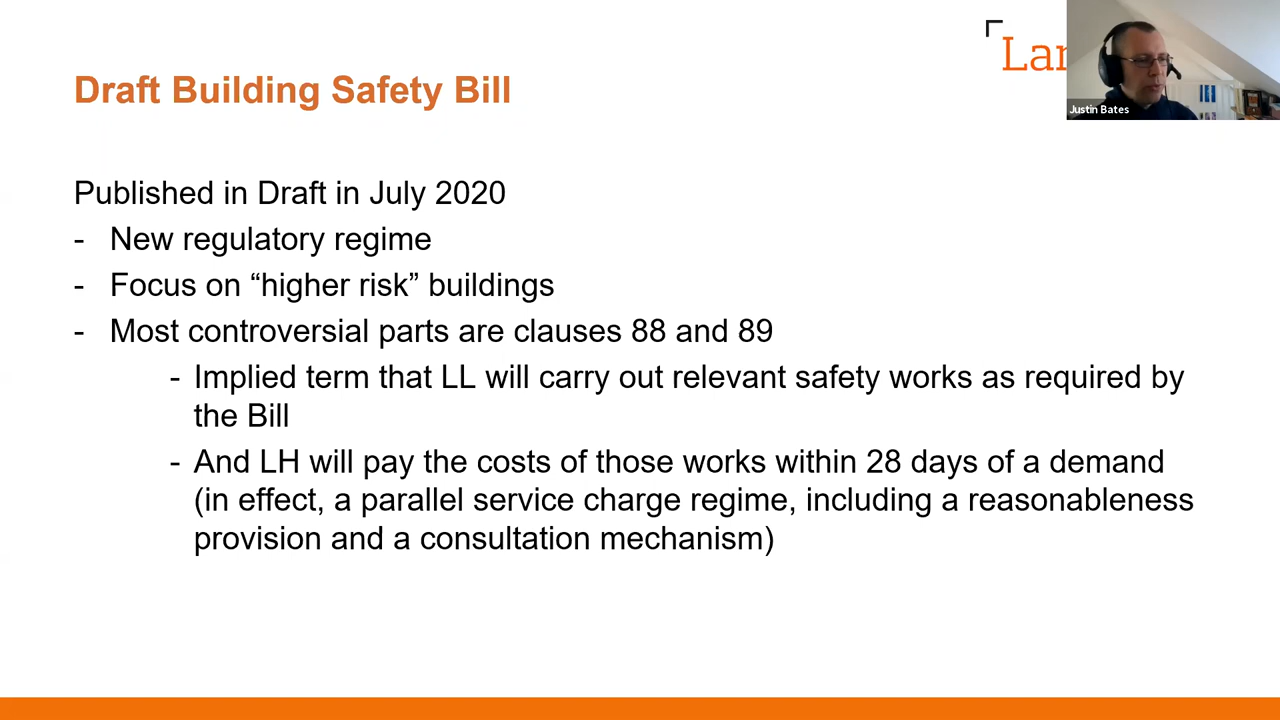 Draft Building Safety Bill
Lan
Justin Bates
Published in Draft in July 2020
- New regulatory regime
- Focus on “higher risk” buildings
- Most controversial parts are clauses 88 and 89
- Implied term that LL will carry out relevant safety works as required by
the Bill
- And LH will pay the costs of those works within 28 days of a demand
(in effect, a parallel service charge regime, including a reasonableness
provision and a consultation mechanism)